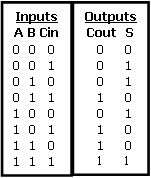 Inputs Outputs
A B Cin Cout S
0 0 0 0 0
0 0 1 0 1
0 1 0 0 1
0 1 1 1 0
1 0 0 0 1
1 0 1 1 0
1 1 0 1 0
1 1 1 1 1